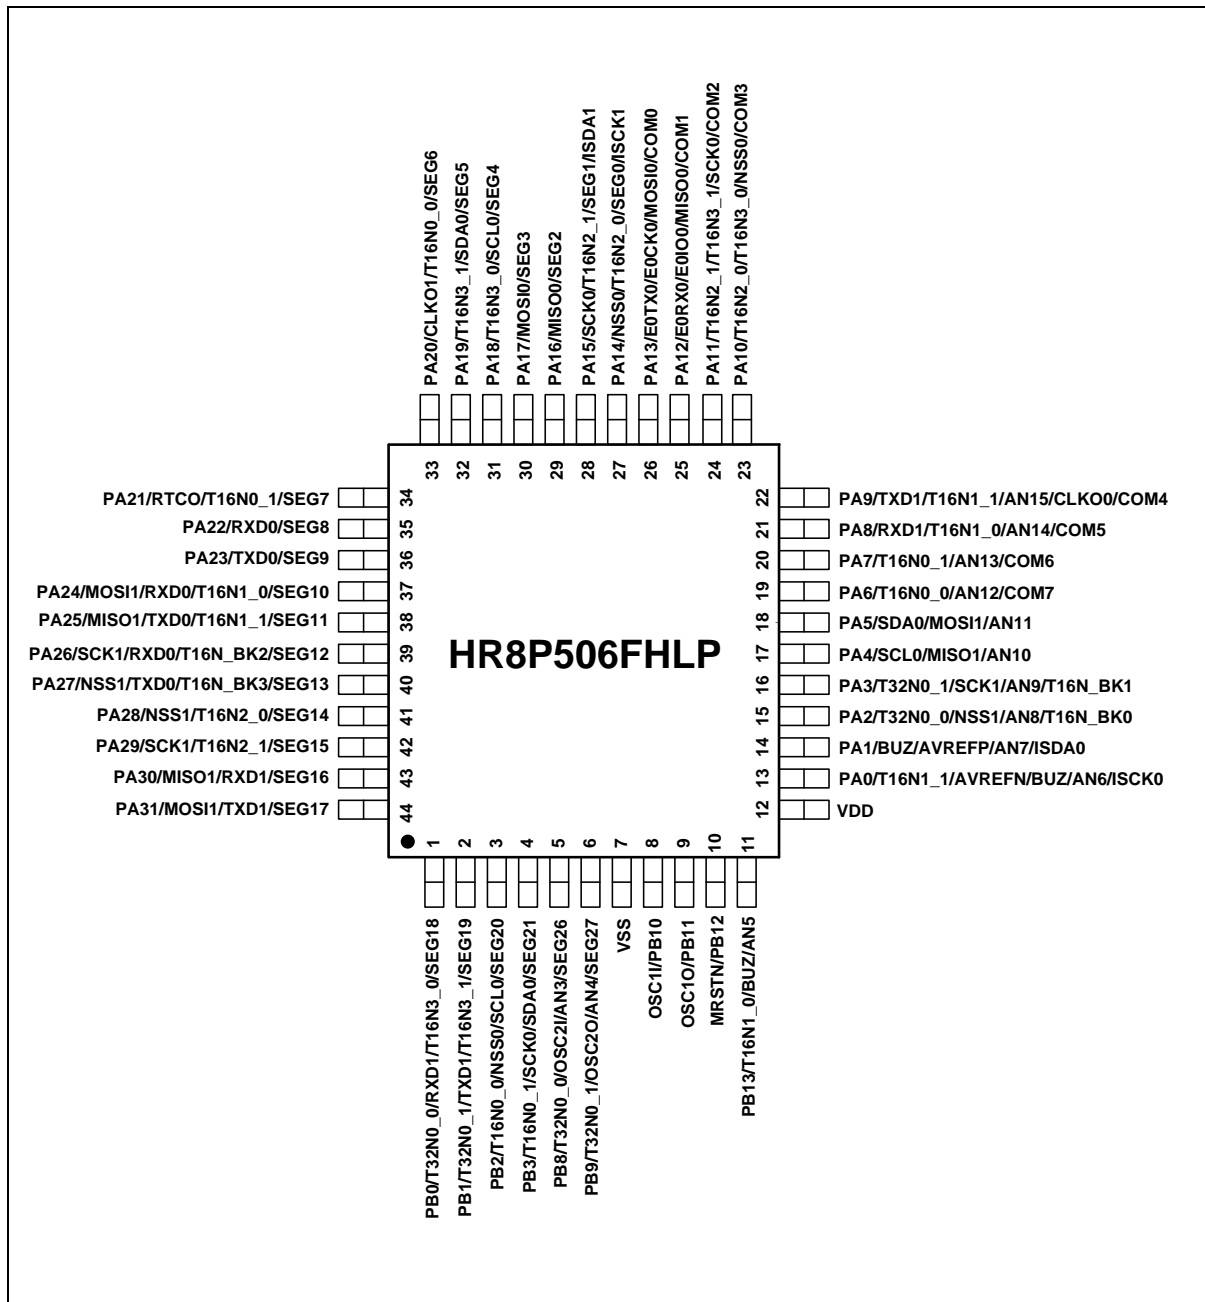 PA20/CLKO1/T16N0_0/SEG6
PA19/T16N3_1/SDA0/SEG5
PA18/T16N3_0/SCL0/SEG4
PA17/MOSI0/SEG3
PA16/MISO0/SEG2
PA15/SCK0/T16N2_1/SEG1/ISDA1
PA14/NSS0/T16N2_0/SEG0/ISCK1
PA13/E0TX0/E0CK0/MOSI0/COM0
PA12/E0RX0/E0IO0/MISO0/COM1
PA11/T16N2_1/T16N3_1/SCK0/COM2
PA10/T16N2_0/T16N3_0/NSS0/COM3
33
32
31
30
29
28
27
26
25
24
23
PA21/RTCO/T16N0_1/SEG7
34
PA22/RXD0/SEG8
35
PA23/TXD0/SEG9
36
PA24/MOSI1/RXD0/T16N1_0/SEG10
37
PA25/MISO1/TXD0/T16N1_1/SEG11
38
PA26/SCK1/RXD0/T16N_BK2/SEG12
39
PA27/NSS1/TXD0/T16N_BK3/SEG13
40
PA28/NSS1/T16N2_0/SEG14
41
PA29/SCK1/T16N2_1/SEG15
42
PA30/MISO1/RXD1/SEG16
43
PA31/MOSI1/TXD1/SEG17
44
HR8P506FHLP
22
PA9/TXD1/T16N1_1/AN15/CLKO0/COM4
21
PA8/RXD1/T16N1_0/AN14/COM5
20
PA7/T16N0_1/AN13/COM6
19
PA6/T16N0_0/AN12/COM7
18
PA5/SDA0/MOSI1/AN11
17
PA4/SCL0/MISO1/AN10
16
PA3/T32N0_1/SCK1/AN9/T16N_BK1
15
PA2/T32N0_0/NSS1/AN8/T16N_BK0
14
PA1/BUZ/AVREFP/AN7/ISDA0
13
PA0/T16N1_1/AVREFN/BUZ/AN6/ISCK0
12
VDD
1
2
3
4
5
6
7
8
9
10
11
PB0/T32N0_0/RXD1/T16N3_0/SEG18
PB1/T32N0_1/TXD1/T16N3_1/SEG19
PB2/T16N0_0/NSS0/SCL0/SEG20
PB3/T16N0_1/SCK0/SDA0/SEG21
PB8/T32N0_0/OSC2I/AN3/SEG26
PB9/T32N0_1/OSC2O/AN4/SEG27
VSS
OSC1I/PB10
OSC1O/PB11
MRSTN/PB12
PB13/T16N1_0/BUZ/AN5